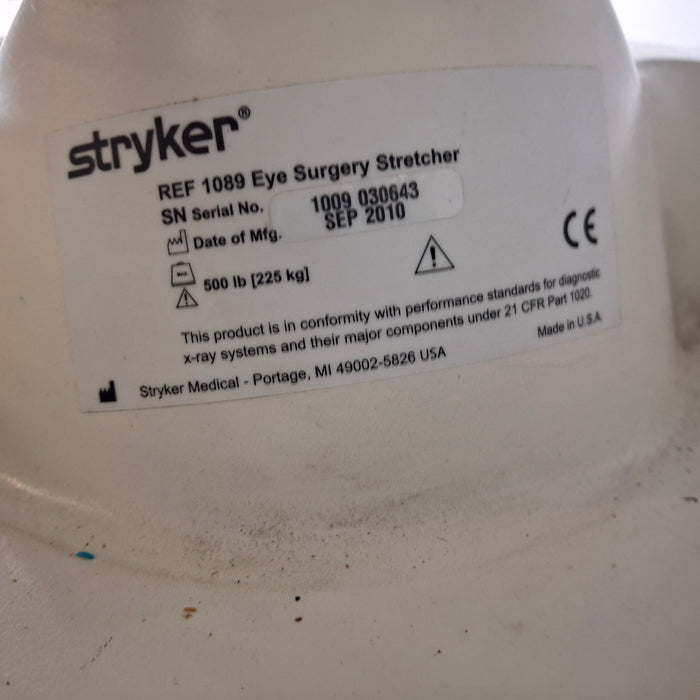 stryker®
REF 1089 Eye Surgery Stretcher
SN Serial No. 1009 030643
Date of Mfg. SEP 2010
MAX
500 lb [225 kg]
CE
This product is in conformity with performance standards for diagnostic
x-ray systems and their major components under 21 CFR Part 1020.
Made in U.S.A
Stryker Medical - Portage, MI 49002-5826 USA